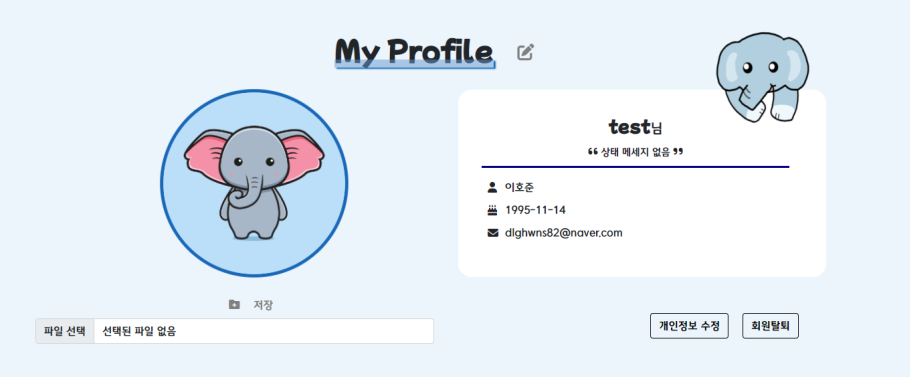 My Profile
test님
❝ 상태 메세지 없음 ❞
이호준
1995-11-14
dlghwns82@naver.com
저장
파일 선택 선택된 파일 없음
개인정보 수정
회원탈퇴